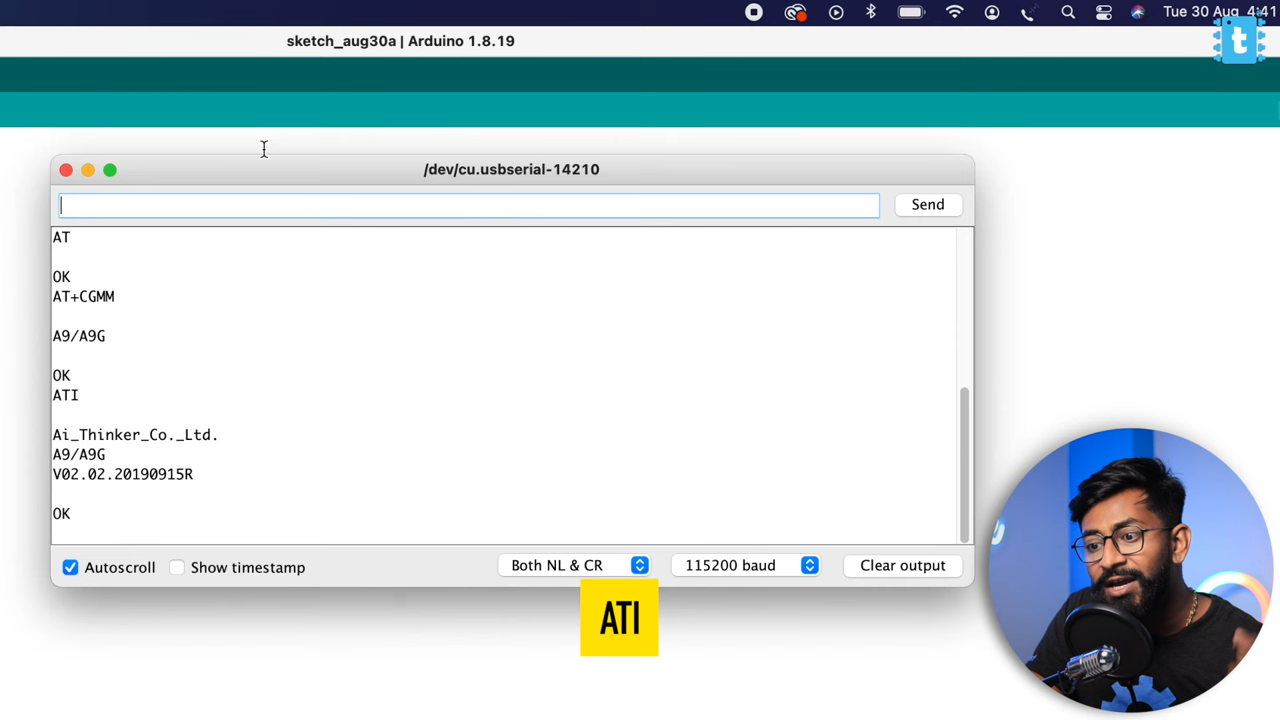 Tue 30 Aug 4:41
sketch_aug30a | Arduino 1.8.19
t
/dev/cu.usbserial-14210
Send
AT
OK
AT+CGMM
A9/A9G
OK
ATI
Ai_Thinker_Co._Ltd.
A9/A9G
V02.02.20190915R
OK
Autoscroll
Show timestamp
Both NL & CR
115200 baud
Clear output
ATI